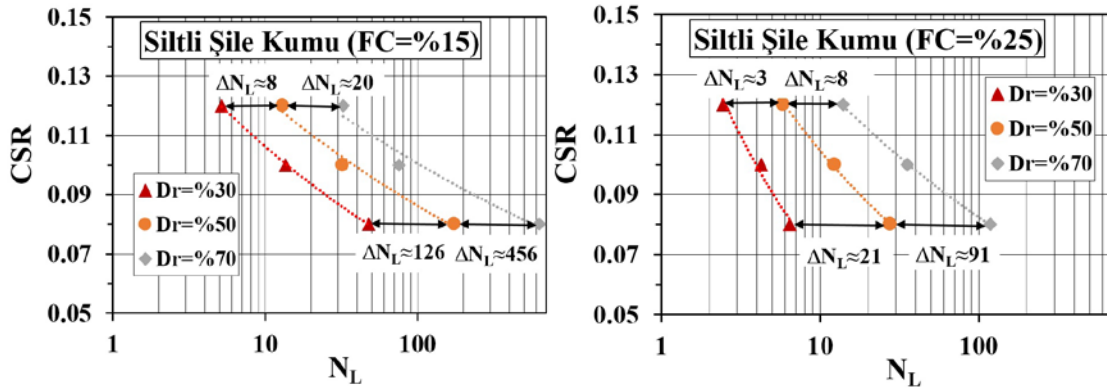 Siltli Şile Kumu (FC=%15)
0.15
0.13
0.11
0.09
0.07
0.05
CSR
ΔN_L≈8
ΔN_L≈20
Dr=%30
Dr=%50
Dr=%70
ΔN_L≈126
ΔN_L≈456
1
10
100
N_L
Siltli Şile Kumu (FC=%25)
0.15
0.13
0.11
0.09
0.07
0.05
CSR
ΔN_L≈3
ΔN_L≈8
Dr=%30
Dr=%50
Dr=%70
ΔN_L≈21
ΔN_L≈91
1
10
100
N_L